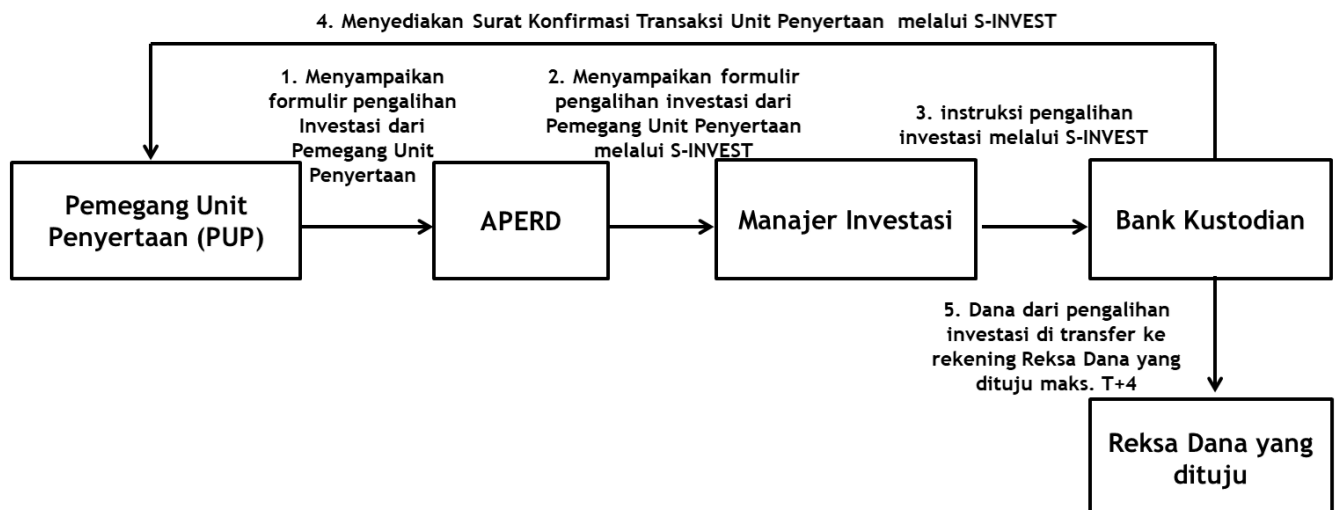 4. Menyediakan Surat Konfirmasi Transaksi Unit Penyertaan melalui S-INVEST
1. Menyampaikan
formulir pengalihan
Investasi dari
Pemegang Unit
Penyertaan
2. Menyampaikan formulir
pengalihan investasi dari
Pemegang Unit Penyertaan
melalui S-INVEST
3. instruksi pengalihan
investasi melalui S-INVEST
Pemegang Unit
Penyertaan (PUP)
APERD
Manajer Investasi
Bank Kustodian
5. Dana dari pengalihan
investasi di transfer ke
rekening Reksa Dana yang
dituju maks. T+4
Reksa Dana yang
dituju